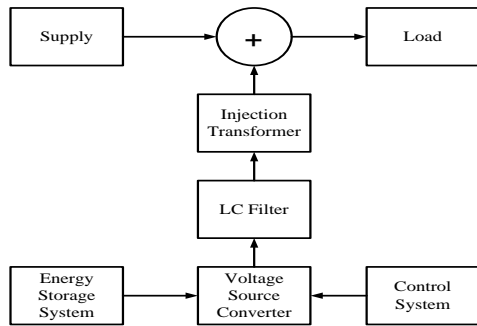 Supply
+
Load
Injection
Transformer
LC Filter
Energy
Storage
System
Voltage
Source
Converter
Control
System